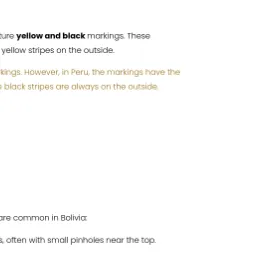 ture yellow and black markings. These
yellow stripes on the outside.
kings. However, in Peru, the markings have the
black stripes are always on the outside.
are common in Bolivia:
, often with small pinholes near the top.